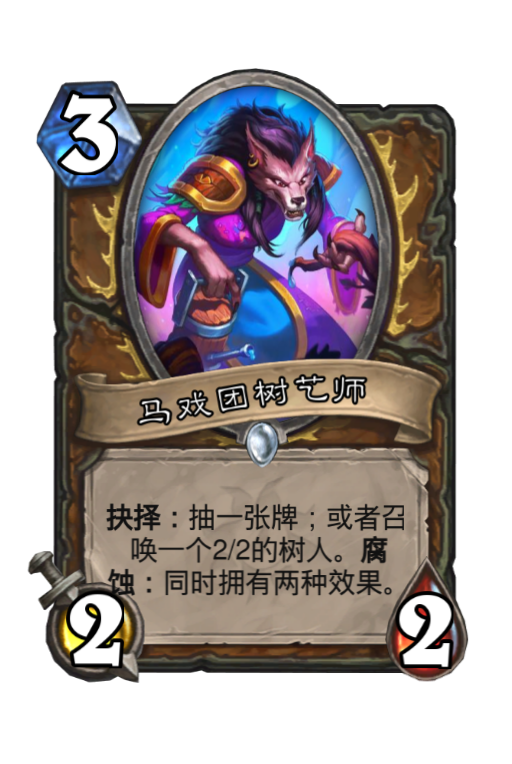 3
马戏团树艺师
抉择：抽一张牌；或者召
唤一个2/2的树人。腐
蚀：同时拥有两种效果。
2
2